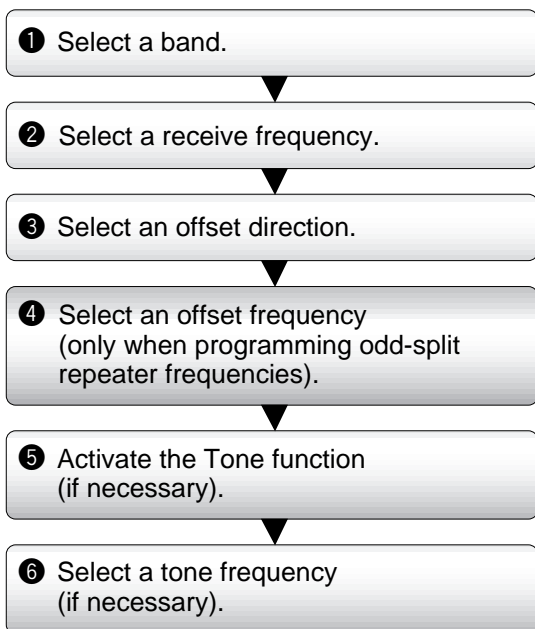 ❶ Select a band.
❷ Select a receive frequency.
❸ Select an offset direction.
❹ Select an offset frequency
(only when programming odd-split
repeater frequencies).
❺ Activate the Tone function
(if necessary).
❻ Select a tone frequency
(if necessary).